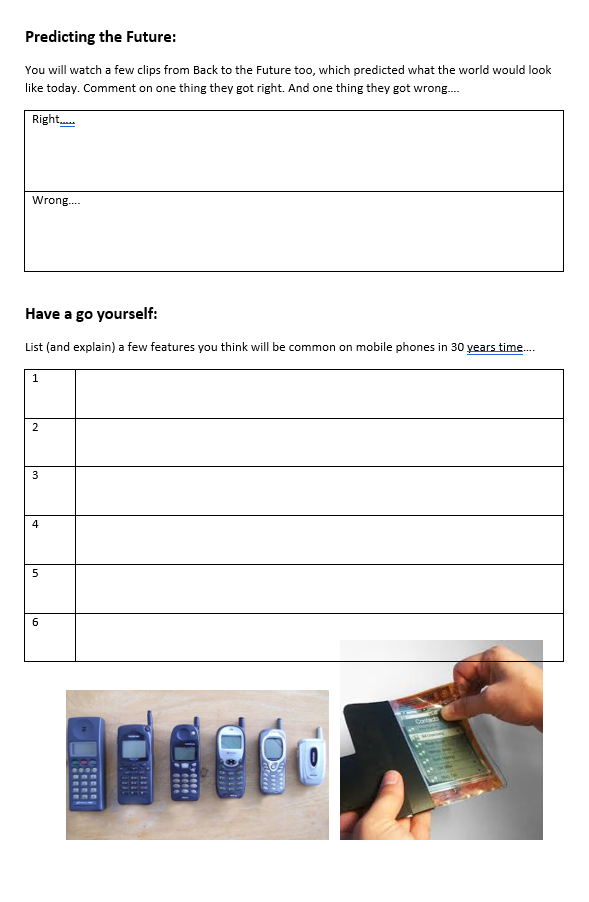 Predicting the Future:
You will watch a few clips from Back to the Future too, which predicted what the world would look
like today. Comment on one thing they got right. And one thing they got wrong....
Right.....
Wrong....
Have a go yourself:
List (and explain) a few features you think will be common on mobile phones in 30 years time....
1
2
3
4
5
6
Contacts